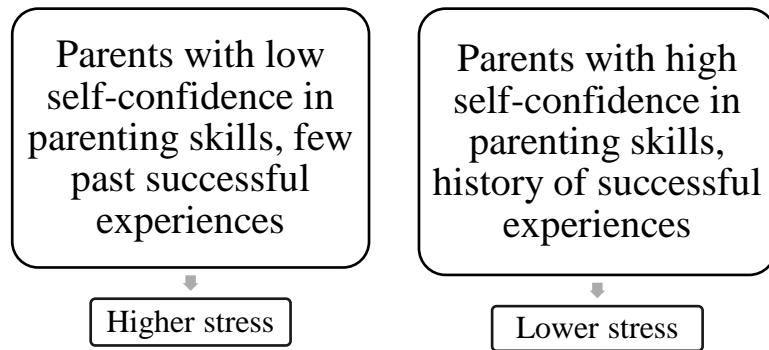 Parents with low
self-confidence in
parenting skills, few
past successful
experiences
Higher stress
Parents with high
self-confidence in
parenting skills,
history of successful
experiences
Lower stress